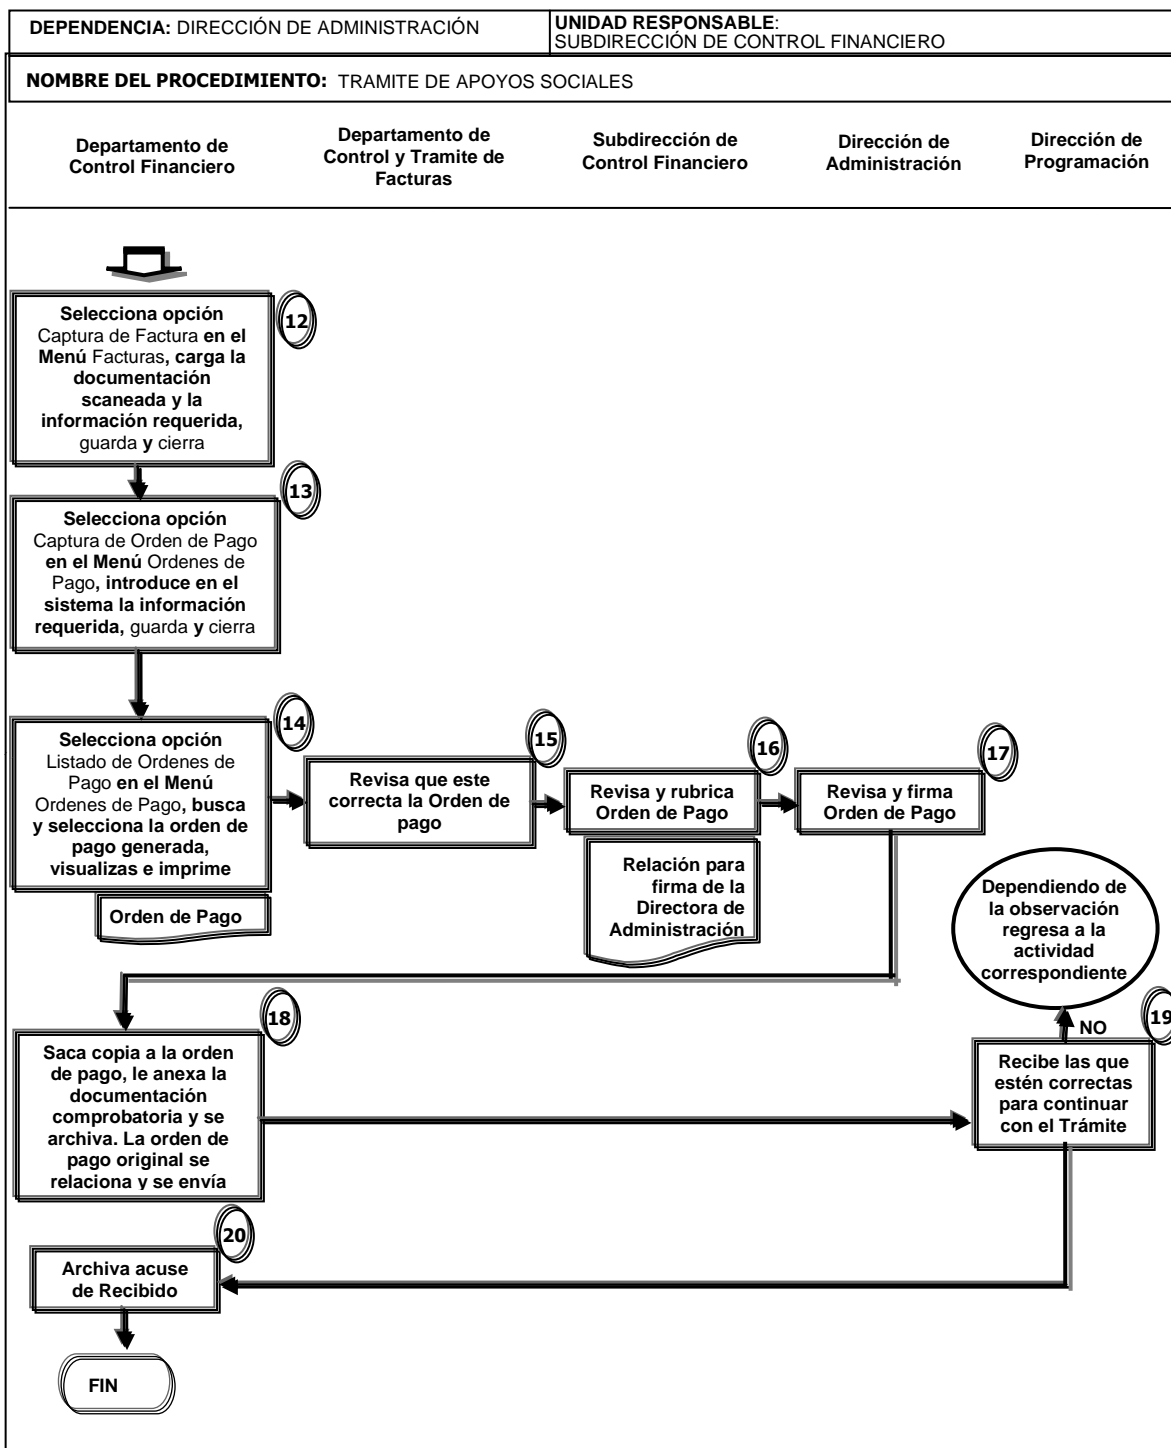 DEPENDENCIA: DIRECCIÓN DE ADMINISTRACIÓN
UNIDAD RESPONSABLE:
SUBDIRECCIÓN DE CONTROL FINANCIERO
NOMBRE DEL PROCEDIMIENTO: TRAMITE DE APOYOS SOCIALES
Departamento de
Control Financiero
Departamento de
Control y Tramite de
Facturas
Subdirección de
Control Financiero
Dirección de
Administración
Dirección de
Programación
12
Selecciona opción
Captura de Factura en el
Menú Facturas, carga la
documentación
scaneada y la
información requerida,
guarda y cierra
13
Selecciona opción
Captura de Orden de Pago
en el Menú Ordenes de
Pago, introduce en el
sistema la información
requerida, guarda y cierra
14
Selecciona opción
Listado de Ordenes de
Pago en el Menú
Ordenes de Pago, busca
y selecciona la orden de
pago generada,
visualizas e imprime
Orden de Pago
15
Revisa que este
correcta la Orden de
pago
16
Revisa y rubrica
Orden de Pago
Relación para
firma de la
Directora de
Administración
17
Revisa y firma
Orden de Pago
Dependiendo de
la observación
regresa a la
actividad
correspondiente
18
Saca copia a la orden
de pago, le anexa la
documentación
comprobatoria y se
archiva. La orden de
pago original se
relaciona y se envía
NO
19
Recibe las que
estén correctas
para continuar
con el Trámite
20
Archiva acuse
de Recibido
FIN